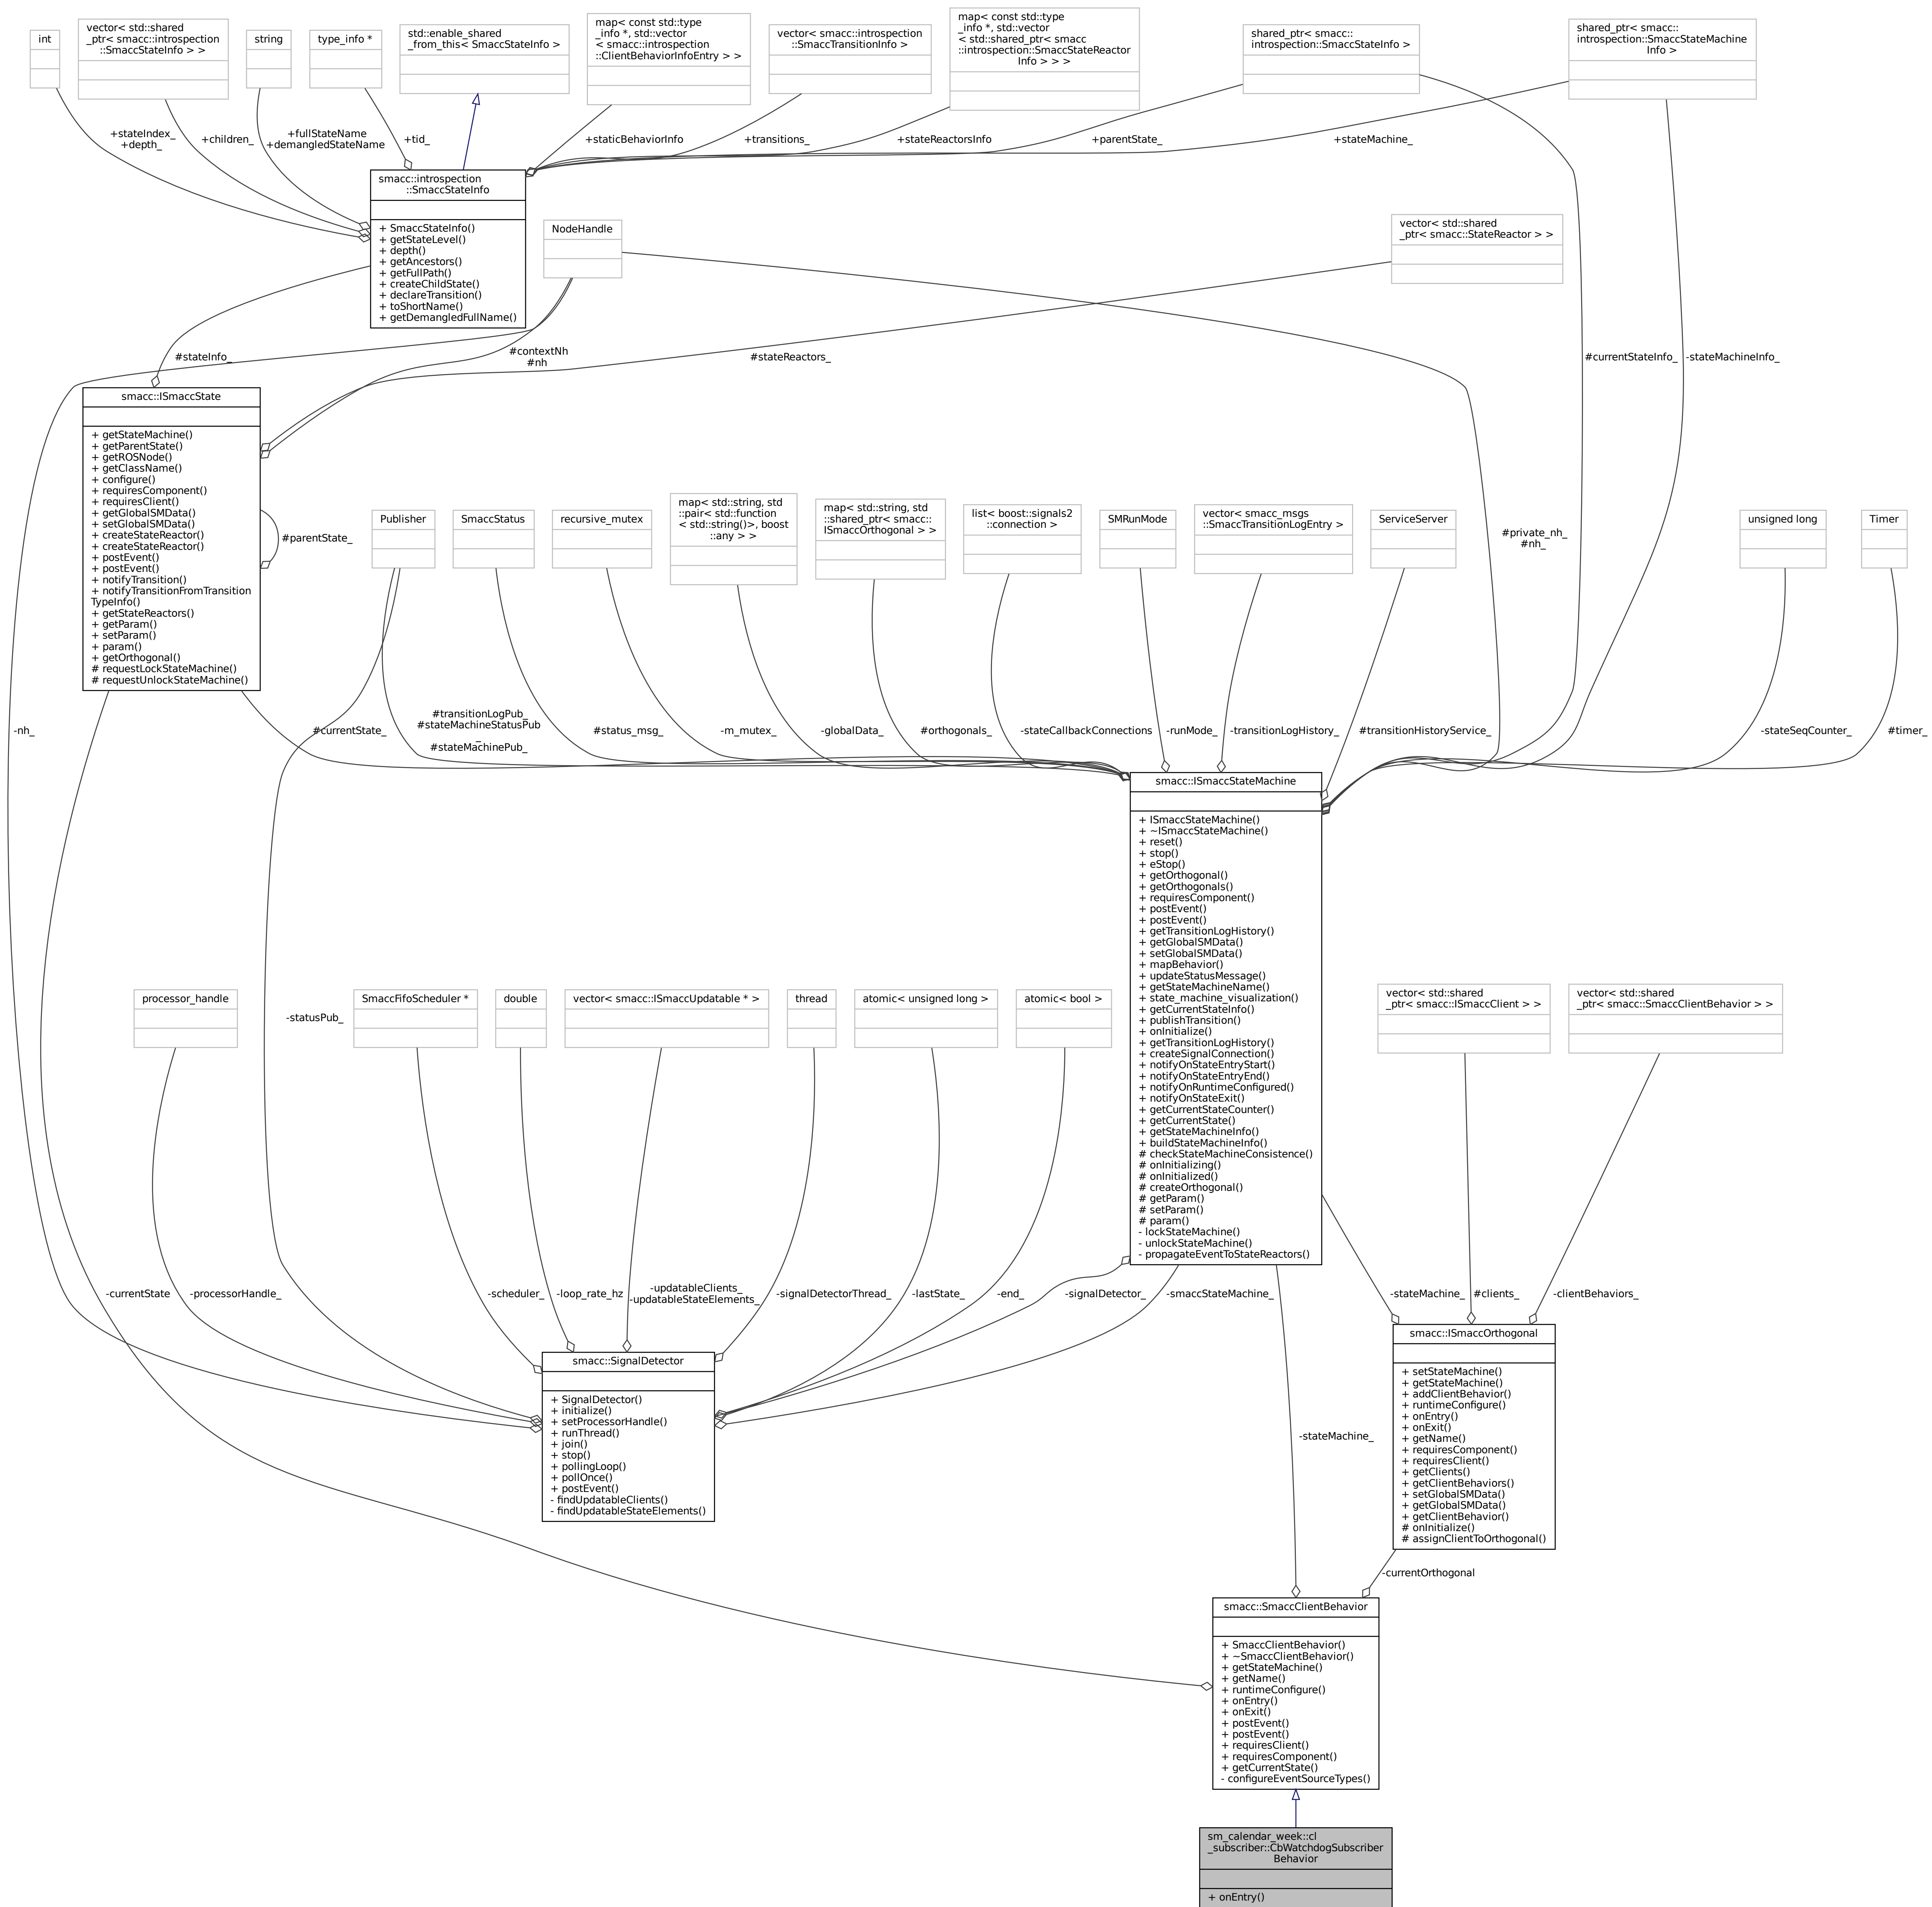 int
vector< std::shared
_ptr< smacc::introspection
::SmaccStateInfo > >
string
type_info *
std::enable_shared
_from_this< SmaccStateInfo >
map< const std::type
_info *, std::vector
< smacc::introspection
::ClientBehaviorInfoEntry > >
vector< smacc::introspection
::SmaccTransitionInfo >
map< const std::type
_info *, std::vector
< std::shared_ptr< smacc
::introspection::SmaccStateReactor
Info > > >
shared_ptr< smacc::
introspection::SmaccStateInfo >
shared_ptr< smacc::
introspection::SmaccStateMachine
Info >
+stateIndex_
+depth_
+children_
+fullStateName
+demangledStateName
+tid_
+staticBehaviorInfo
+transitions_
+stateReactorsInfo
+parentState_
+stateMachine_
smacc::introspection
::SmaccStateInfo
+ SmaccStateInfo()
+ getStateLevel()
+ depth()
+ getAncestors()
+ getFullPath()
+ createChildState()
+ declareTransition()
+ toShortName()
+ getDemangledFullName()
NodeHandle
vector< std::shared
_ptr< smacc::StateReactor > >
#stateInfo_
#contextNh
#nh
#stateReactors_
#currentStateInfo_
-stateMachineInfo_
smacc::ISmaccState
+ getStateMachine()
+ getParentState()
+ getROSNode()
+ getClassName()
+ configure()
+ requiresComponent()
+ requiresClient()
+ getGlobalSMData()
+ setGlobalSMData()
+ createStateReactor()
+ createStateReactor()
+ postEvent()
+ postEvent()
+ notifyTransition()
+ notifyTransitionFromTransition
TypeInfo()
+ getStateReactors()
+ getParam()
+ setParam()
+ param()
+ getOrthogonal()
# requestLockStateMachine()
# requestUnlockStateMachine()
#parentState_
Publisher
SmaccStatus
recursive_mutex
map< std::string, std
::pair< std::function
< std::string()>, boost
::any > >
map< std::string, std
::shared_ptr< smacc::
ISmaccOrthogonal > >
list< boost::signals2
::connection >
SMRunMode
vector< smacc_msgs
::SmaccTransitionLogEntry >
ServiceServer
#private_nh_
#nh_
unsigned long
Timer
-nh_
#currentState_
#transitionLogPub_
#stateMachineStatusPub
_
#stateMachinePub_
#status_msg_
-m_mutex_
-globalData_
#orthogonals_
-stateCallbackConnections
-runMode_
-transitionLogHistory_
#transitionHistoryService_
-stateSeqCounter_
#timer_
smacc::ISmaccStateMachine
+ ISmaccStateMachine()
+ ~ISmaccStateMachine()
+ reset()
+ stop()
+ eStop()
+ getOrthogonal()
+ getOrthogonals()
+ requiresComponent()
+ postEvent()
+ postEvent()
+ getTransitionLogHistory()
+ getGlobalSMData()
+ setGlobalSMData()
+ mapBehavior()
+ updateStatusMessage()
+ getStateMachineName()
+ state_machine_visualization()
+ getCurrentStateInfo()
+ publishTransition()
+ onInitialize()
+ getTransitionLogHistory()
+ createSignalConnection()
+ notifyOnStateEntryStart()
+ notifyOnStateEntryEnd()
+ notifyOnRuntimeConfigured()
+ notifyOnStateExit()
+ getCurrentStateCounter()
+ getCurrentState()
+ getStateMachineInfo()
+ buildStateMachineInfo()
# checkStateMachineConsistence()
# onInitializing()
# onInitialized()
# createOrthogonal()
# getParam()
# setParam()
# param()
- lockStateMachine()
- unlockStateMachine()
- propagateEventToStateReactors()
processor_handle
-statusPub_
SmaccFifoScheduler *
double
vector< smacc::ISmaccUpdatable * >
thread
atomic< unsigned long >
atomic< bool >
vector< std::shared
_ptr< smacc::ISmaccClient > >
vector< std::shared
_ptr< smacc::SmaccClientBehavior > >
-currentState
-processorHandle_
-scheduler_
-loop_rate_hz
-updatableClients_
-updatableStateElements_
-signalDetectorThread_
-lastState_
-end_
-signalDetector_
-smaccStateMachine_
-stateMachine_
#clients_
-clientBehaviors_
smacc::SignalDetector
+ SignalDetector()
+ initialize()
+ setProcessorHandle()
+ runThread()
+ join()
+ stop()
+ pollingLoop()
+ pollOnce()
+ postEvent()
- findUpdatableClients()
- findUpdatableStateElements()
-stateMachine_
smacc::ISmaccOrthogonal
+ setStateMachine()
+ getStateMachine()
+ addClientBehavior()
+ runtimeConfigure()
+ onEntry()
+ onExit()
+ getName()
+ requiresComponent()
+ requiresClient()
+ getClients()
+ getClientBehaviors()
+ setGlobalSMData()
+ getGlobalSMData()
+ getClientBehavior()
# onInitialize()
# assignClientToOrthogonal()
-currentOrthogonal
smacc::SmaccClientBehavior
+ SmaccClientBehavior()
+ ~SmaccClientBehavior()
+ getStateMachine()
+ getName()
+ runtimeConfigure()
+ onEntry()
+ onExit()
+ postEvent()
+ postEvent()
+ requiresClient()
+ requiresComponent()
+ getCurrentState()
- configureEventSourceTypes()
sm_calendar_week::cl
_subscriber::CbWatchdogSubscriber
Behavior
+ onEntry()